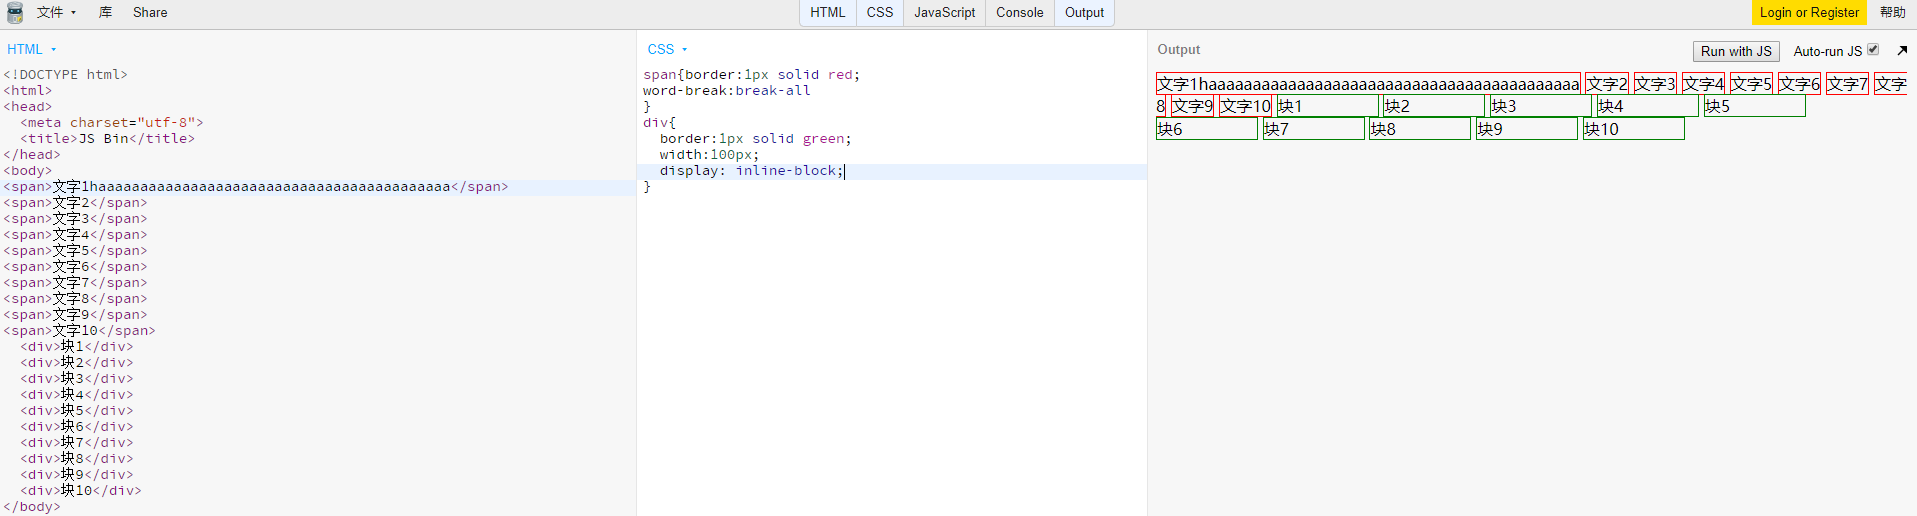 文件 库 Share HTML CSS JavaScript Console Output Login or Register 帮助
HTML
<!DOCTYPE html>
<html>
<head>
<meta charset="utf-8">
<title>JS Bin</title>
</head>
<body>
<span>文字1haaaaaaaaaaaaaaaaaaaaaaaaaaaaaaaaaaaaaaaaaa</span>
<span>文字2</span>
<span>文字3</span>
<span>文字4</span>
<span>文字5</span>
<span>文字6</span>
<span>文字7</span>
<span>文字8</span>
<span>文字9</span>
<span>文字10</span>
<div>块1</div>
<div>块2</div>
<div>块3</div>
<div>块4</div>
<div>块5</div>
<div>块6</div>
<div>块7</div>
<div>块8</div>
<div>块9</div>
<div>块10</div>
</body>
CSS
span{border:1px solid red;
word-break:break-all
}
div{
border:1px solid green;
width:100px;
display: inline-block;
}
Output Run with JS Auto-run JS
文字1haaaaaaaaaaaaaaaaaaaaaaaaaaaaaaaaaaaaaaaaaa 文字2 文字3 文字4 文字5 文字6 文字7 文字
8 文字9 文字10 块1 块2 块3 块4 块5
块6 块7 块8 块9 块10